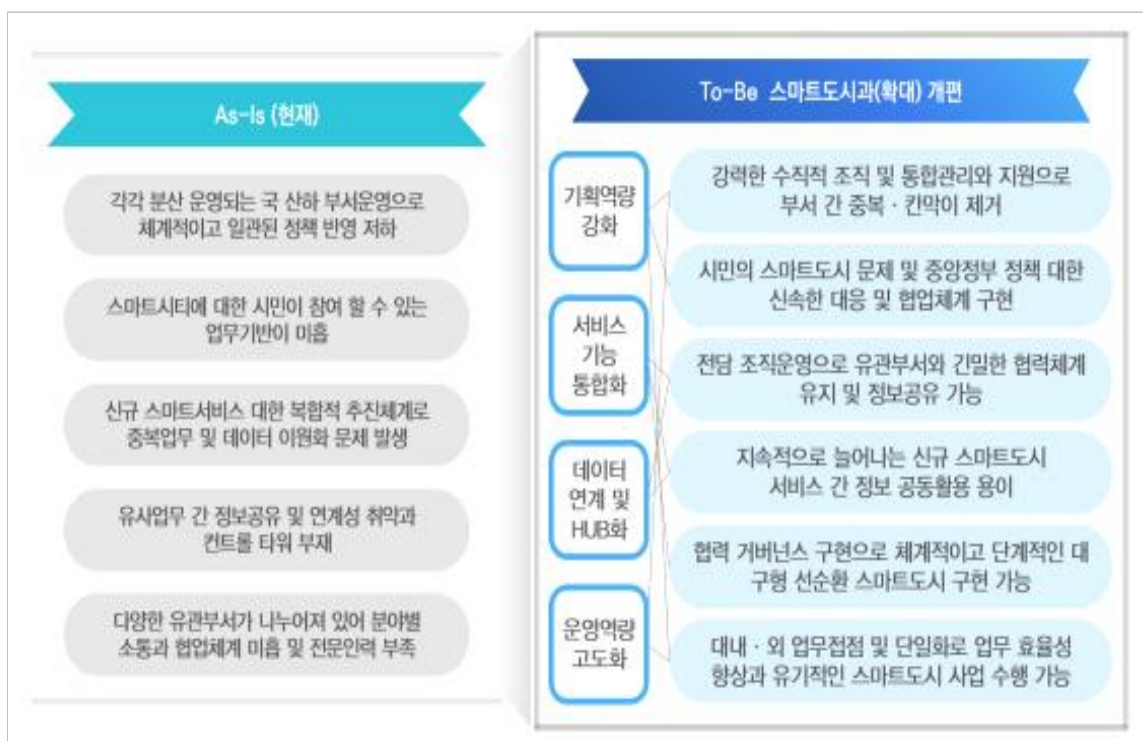 As-Is (현재)
각각 분산 운영되는 국 산하 부서운영으로
체계적이고 일관된 정책 반영 저하
스마트시티에 대한 시민이 참여 할 수 있는
업무기반이 미흡
신규 스마트서비스 대한 복합적 추진체계로
중복업무 및 데이터 이원화 문제 발생
유사업무 간 정보공유 및 연계성 취약과
컨트롤 타워 부재
다양한 유관부서가 나누어져 있어 분야별
소통과 협업체계 미흡 및 전문인력 부족
To-Be 스마트도시과(확대) 개편
기획역량
강화
서비스
기능
통합화
데이터
연계 및
HUB화
운영역량
고도화
강력한 수직적 조직 및 통합관리와 지원으로
부서 간 중복 · 칸막이 제거
시민의 스마트도시 문제 및 중앙정부 정책 대한
신속한 대응 및 협업체계 구현
전담 조직운영으로 유관부서와 긴밀한 협력체계
유지 및 정보공유 가능
지속적으로 늘어나는 신규 스마트도시
서비스 간 정보 공동활용 용이
협력 거버넌스 구현으로 체계적이고 단계적인 대
구형 선순환 스마트도시 구현 가능
대내 · 외 업무접점 및 단일화로 업무 효율성
향상과 유기적인 스마트도시 사업 수행 가능